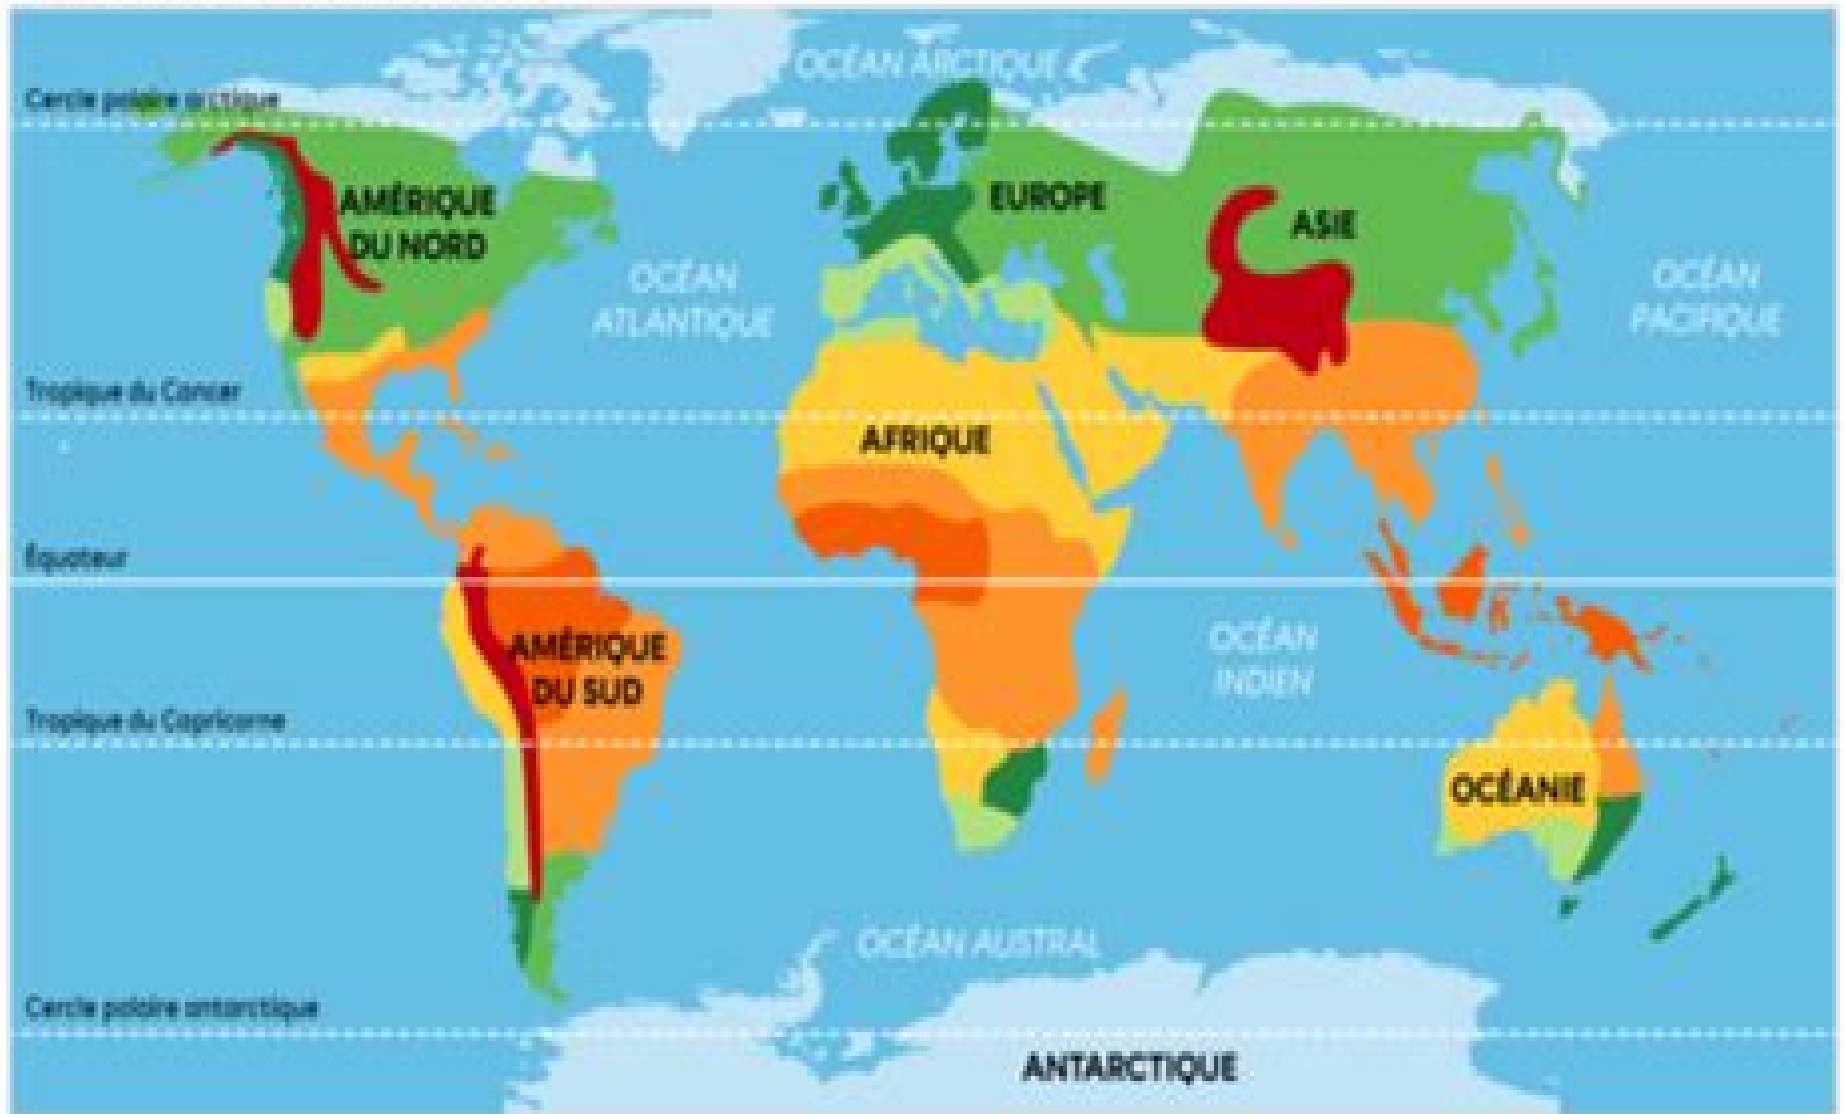 OCÉAN ARCTIQUE
Cercle polaire arctique
AMÉRIQUE
DU NORD
EUROPE
ASIE
OCÉAN
ATLANTIQUE
OCÉAN
PACIFIQUE
Tropique du Cancer
AFRIQUE
Équateur
AMÉRIQUE
DU SUD
OCÉAN
INDIEN
Tropique du Capricorne
OCÉANIE
OCÉAN AUSTRAL
Cercle polaire antarctique
ANTARCTIQUE